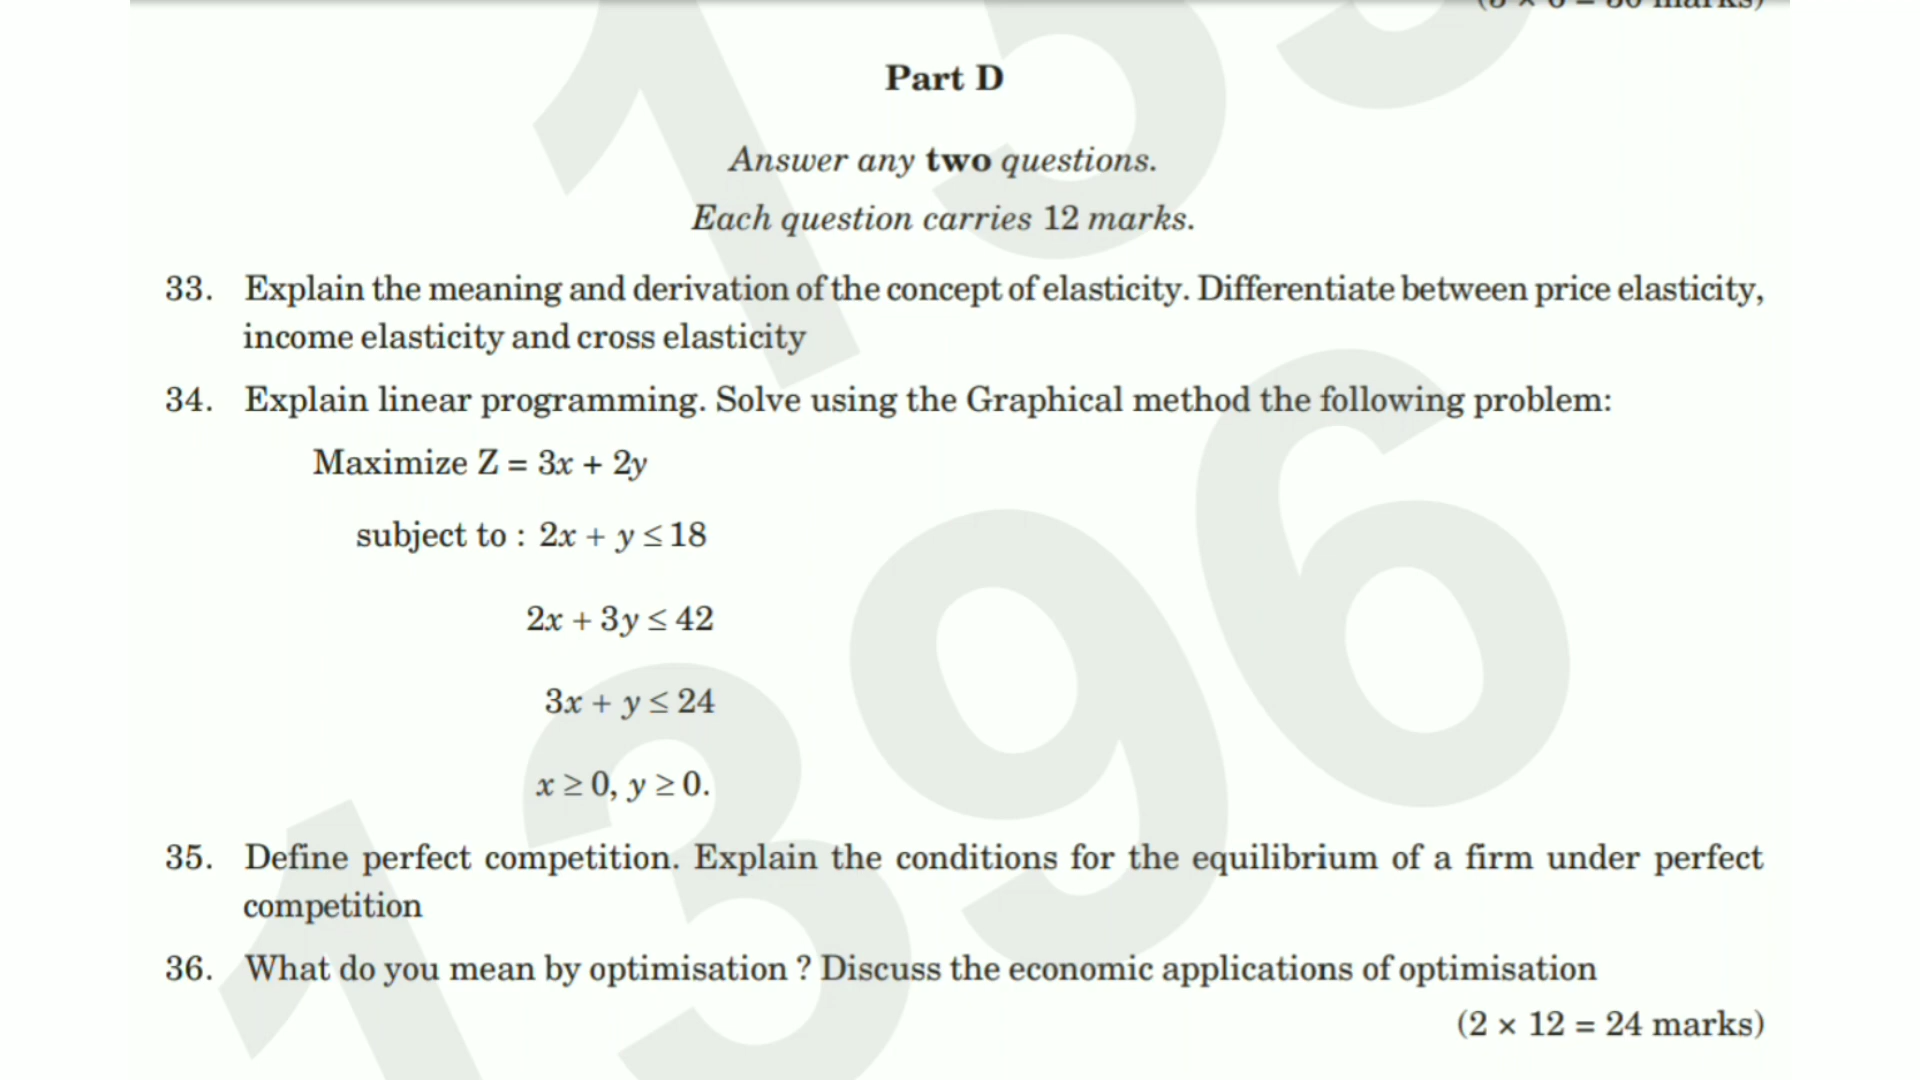 Part D
Answer any two questions.
Each question carries 12 marks.
33. Explain the meaning and derivation of the concept of elasticity. Differentiate between price elasticity,
income elasticity and cross elasticity
34. Explain linear programming. Solve using the Graphical method the following problem:
Maximize Z = 3x + 2y
subject to : 2x + y ≤ 18
2x + 3y ≤ 42
3x + y ≤ 24
x ≥ 0, y ≥ 0.
35. Define perfect competition. Explain the conditions for the equilibrium of a firm under perfect
competition
36. What do you mean by optimisation ? Discuss the economic applications of optimisation
(2 × 12 = 24 marks)
1396